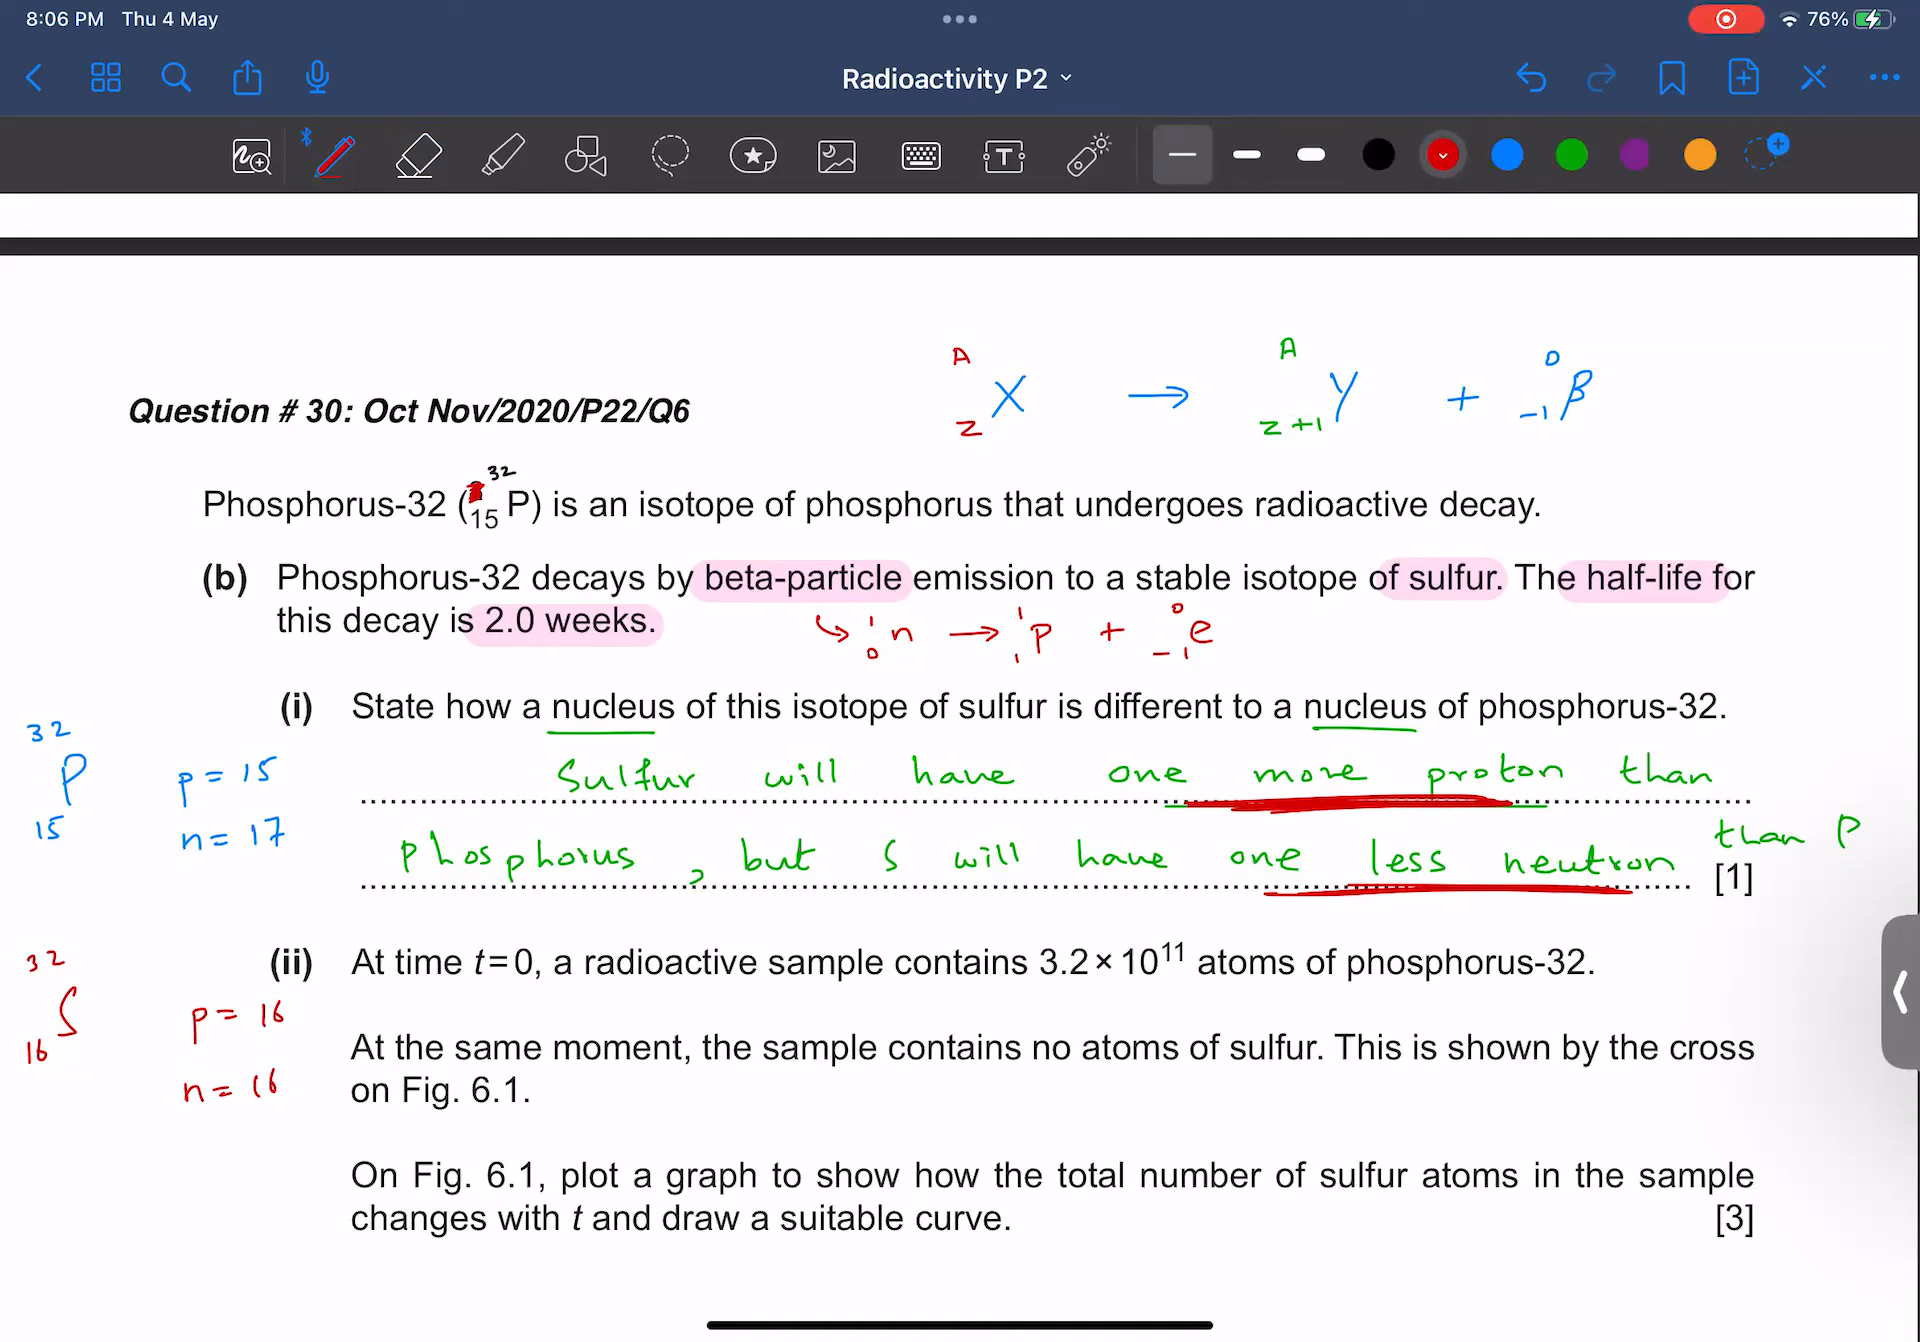 8:06 PM Thu 4 May
76%
Radioactivity P2
T
A A 0
X → Y + β
Z Z+1 -1
Question # 30: Oct Nov/2020/P22/Q6
32
Phosphorus-32 (15 P) is an isotope of phosphorus that undergoes radioactive decay.
(b) Phosphorus-32 decays by beta-particle emission to a stable isotope of sulfur. The half-life for
this decay is 2.0 weeks.
↳ ¹₀n → ¹₁p + ⁰₋₁e
(i) State how a nucleus of this isotope of sulfur is different to a nucleus of phosphorus-32.
32
P p = 15
15 n = 17
Sulfur will have one more proton than
phosphorus, but S will have one less neutron than P
[1]
(ii) At time t=0, a radioactive sample contains 3.2 × 10¹¹ atoms of phosphorus-32.
32
S p = 16
16 n = 16
At the same moment, the sample contains no atoms of sulfur. This is shown by the cross
on Fig. 6.1.
On Fig. 6.1, plot a graph to show how the total number of sulfur atoms in the sample
changes with t and draw a suitable curve. [3]